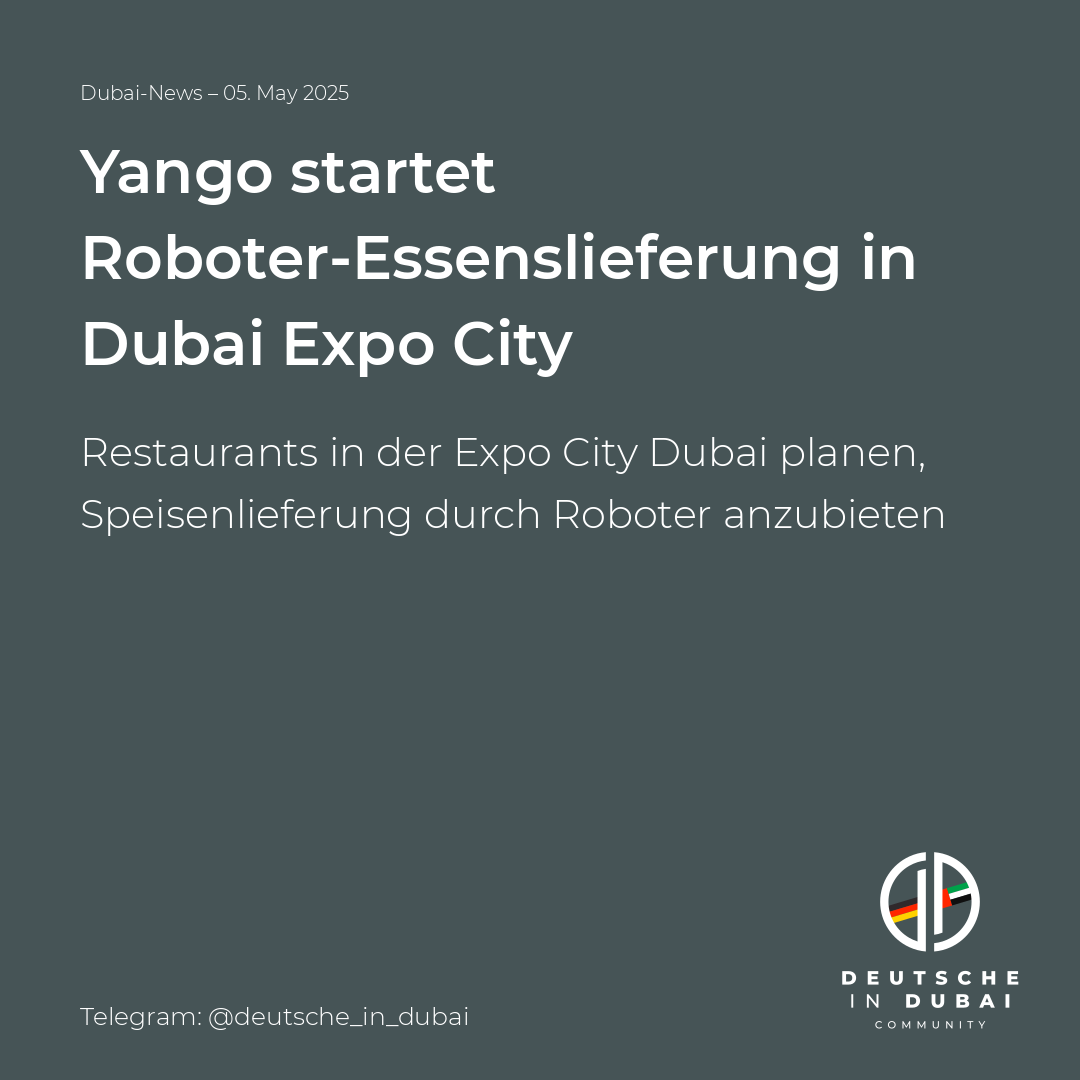 Dubai-News – 05. May 2025
Yango startet
Roboter-Essenslieferung in
Dubai Expo City
Restaurants in der Expo City Dubai planen,
Speisenlieferung durch Roboter anzubieten
DEUTSCHE
IN DUBAI
COMMUNITY
Telegram: @deutsche_in_dubai